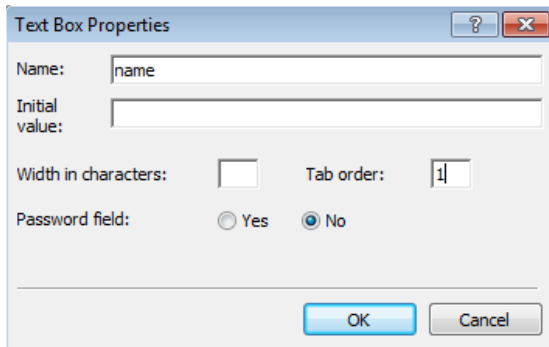 Text Box Properties
Name: name
Initial
value:
Width in characters: Tab order: 1
Password field: Yes No
OK Cancel